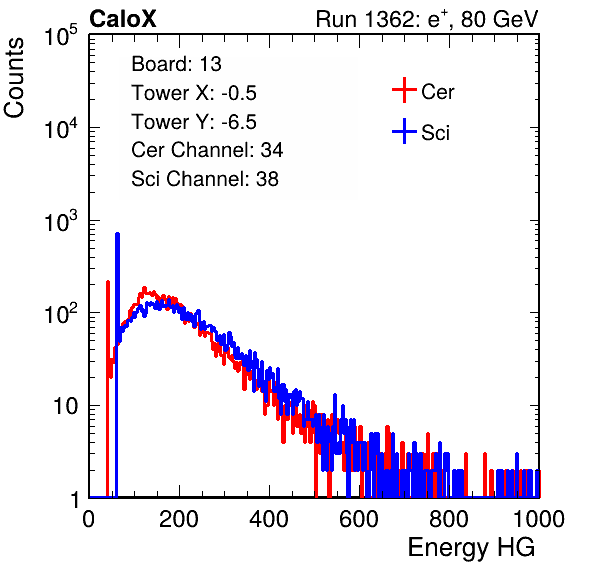 CaloX Run 1362: e⁺, 80 GeV
Counts
10⁵
10⁴
10³
10²
10
1
Board: 13
Tower X: -0.5
Tower Y: -6.5
Cer Channel: 34
Sci Channel: 38
Cer
Sci
0 200 400 600 800 1000
Energy HG